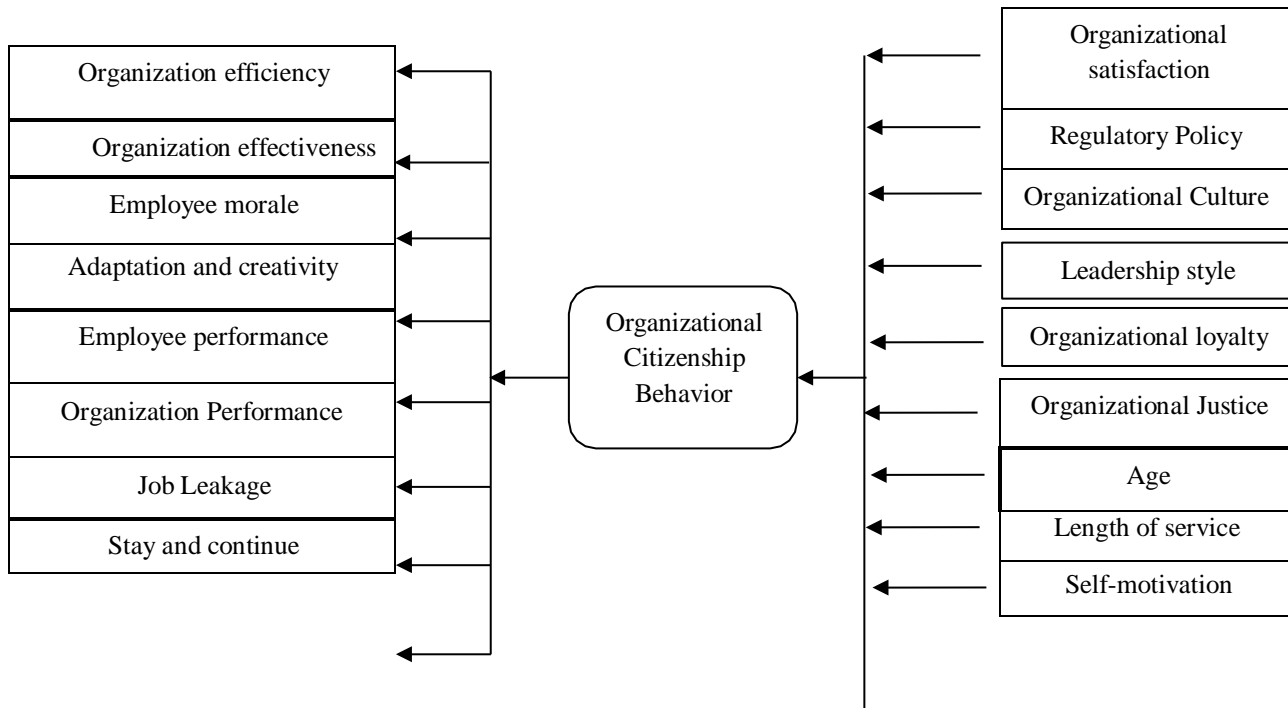 Organization efficiency
Organization effectiveness
Employee morale
Adaptation and creativity
Employee performance
Organization Performance
Job Leakage
Stay and continue
Organizational
Citizenship
Behavior
Organizational
satisfaction
Regulatory Policy
Organizational Culture
Leadership style
Organizational loyalty
Organizational Justice
Age
Length of service
Self-motivation